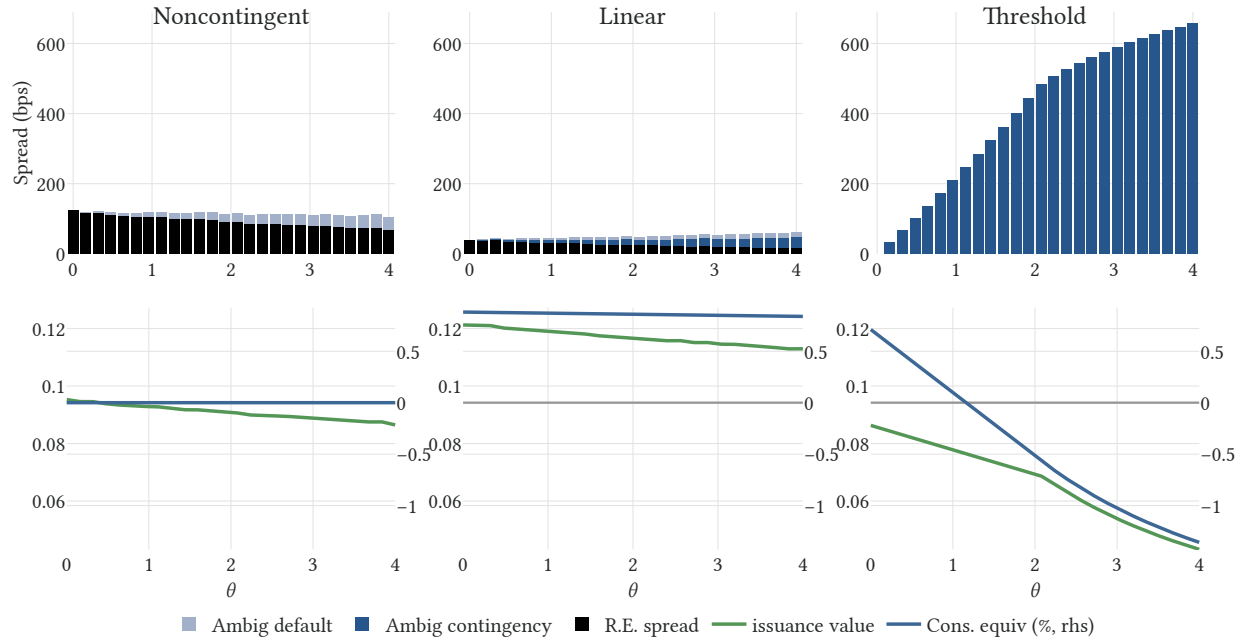 Noncontingent
Linear
Threshold
Spread (bps)
600
400
200
0
0 1 2 3 4
600
400
200
0
0 1 2 3 4
600
400
200
0
0 1 2 3 4
0.12
0.1
0.08
0.06
0.5
0
−0.5
−1
0 1 2 3 4
θ
0.12
0.1
0.08
0.06
0.5
0
−0.5
−1
0 1 2 3 4
θ
0.12
0.1
0.08
0.06
0.5
0
−0.5
−1
0 1 2 3 4
θ
Ambig default Ambig contingency R.E. spread issuance value Cons. equiv (%, rhs)